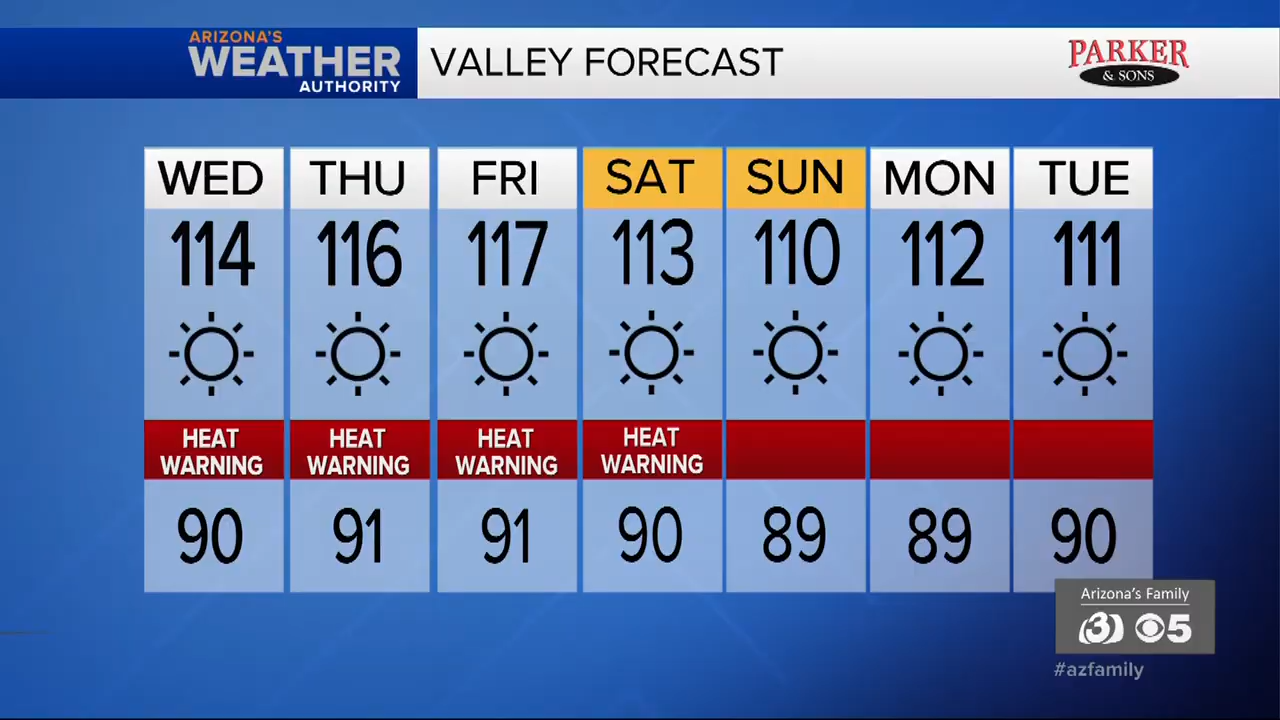 ARIZONA'S
WEATHER
AUTHORITY
VALLEY FORECAST
PARKER
& SONS
WED THU FRI SAT SUN MON TUE
114 116 117 113 110 112 111
HEAT HEAT HEAT HEAT
WARNING WARNING WARNING WARNING
90 91 91 90 89 89 90
Arizona's Family
3 5
#azfamily